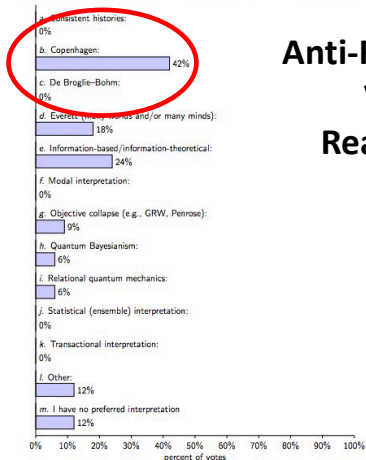 a. Consistent histories:
0%
b. Copenhagen:
42%
c. De Broglie–Bohm:
0%
d. Everett (many worlds and/or many minds):
18%
e. Information-based/information-theoretical:
24%
f. Modal interpretation:
0%
g. Objective collapse (e.g., GRW, Penrose):
9%
h. Quantum Bayesianism:
6%
i. Relational quantum mechanics:
6%
j. Statistical (ensemble) interpretation:
0%
k. Transactional interpretation:
0%
l. Other:
12%
m. I have no preferred interpretation
12%
0% 10% 20% 30% 40% 50% 60% 70% 80% 90% 100%
percent of votes
Anti-
Rea